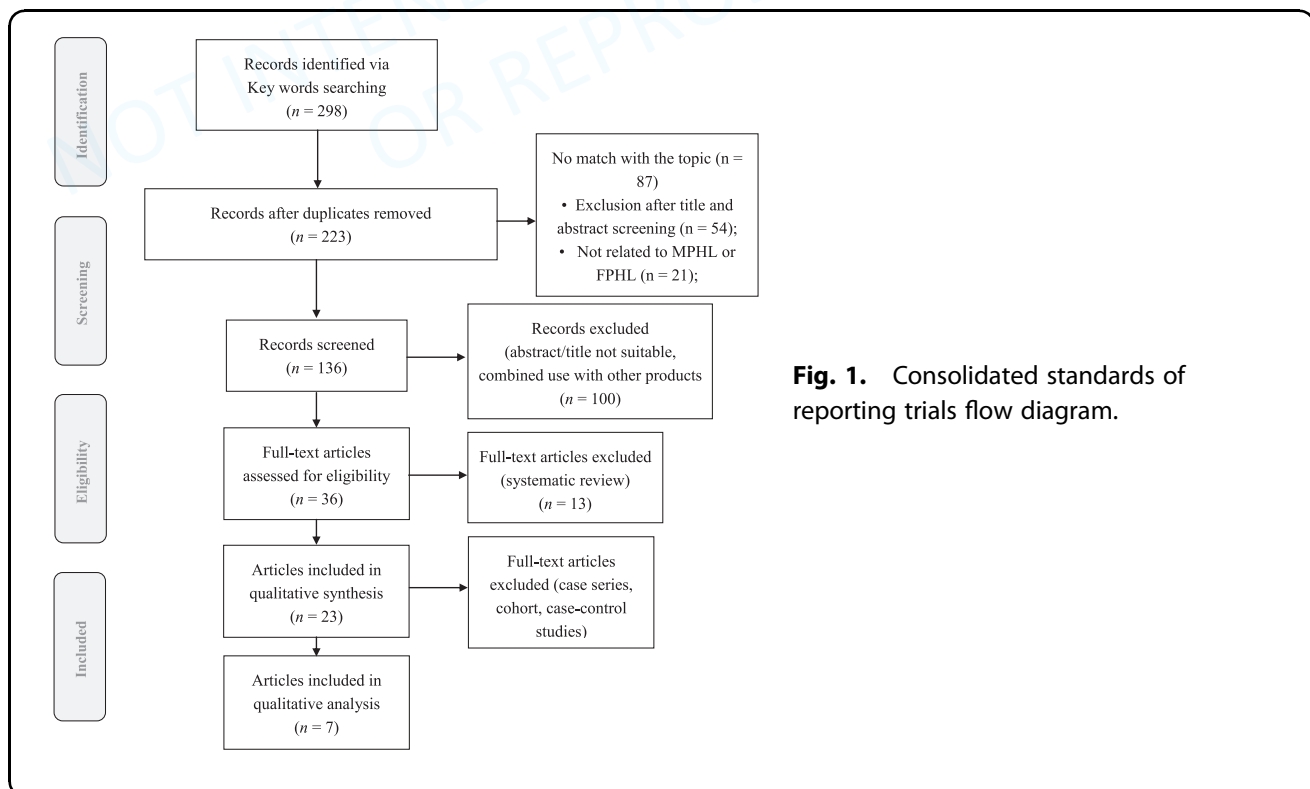 NOT INTEN
OR REPRO
Identification
Records identified via
Key words searching
(n = 298)
No match with the topic (n =
87)
• Exclusion after title and
abstract screening (n = 54);
• Not related to MPHL or
FPHL (n = 21);
Records after duplicates removed
(n = 223)
Screening
Records screened
(n = 136)
Records excluded
(abstract/title not suitable,
combined use with other products
(n = 100)
Eligibility
Full-text articles
assessed for eligibility
(n = 36)
Full-text articles excluded
(systematic review)
(n = 13)
Included
Articles included in
qualitative synthesis
(n = 23)
Full-text articles
excluded (case series,
cohort, case-control
studies)
Articles included in
qualitative analysis
(n = 7)
Fig. 1. Consolidated standards of
reporting trials flow diagram.